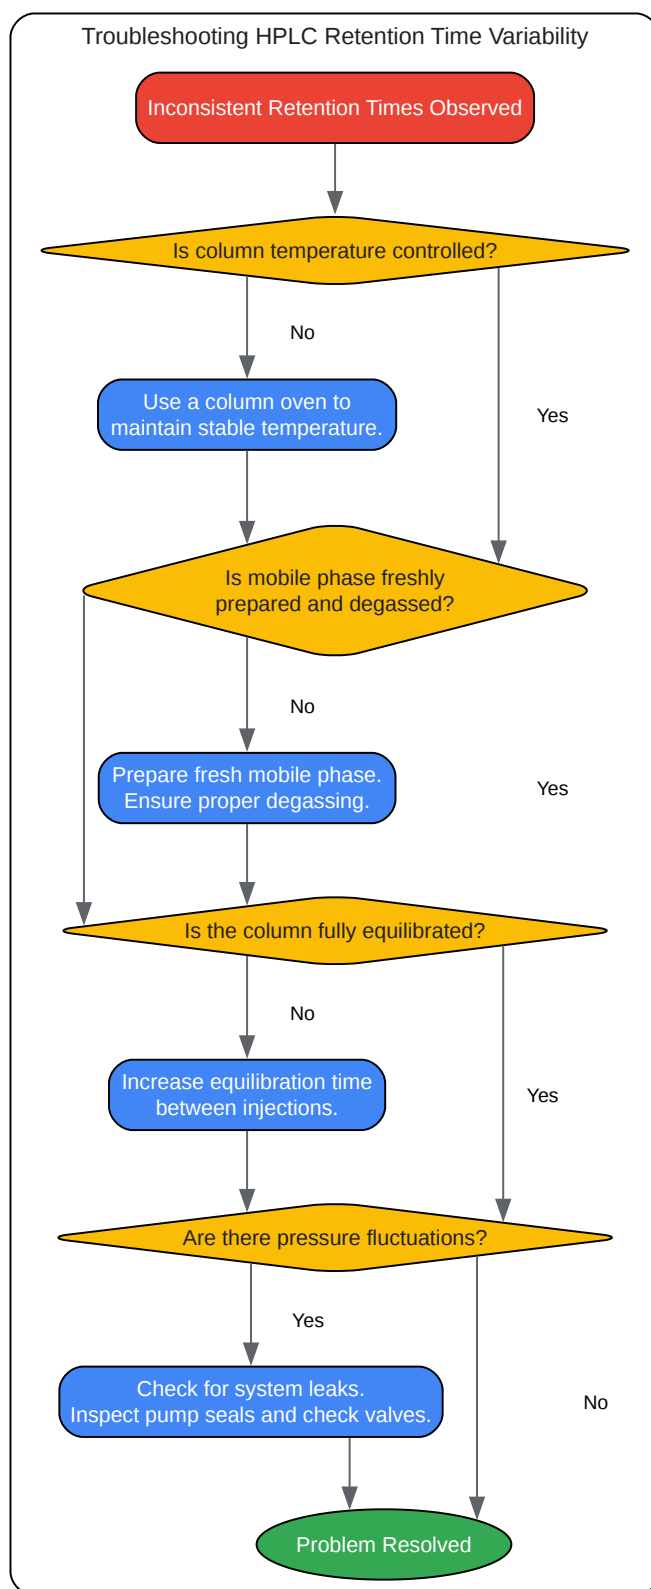 Troubleshooting HPLC Retention Time Variability
Inconsistent Retention Times Observed
Is column temperature controlled?
No
Use a column oven to
maintain stable temperature.
Yes
Is mobile phase freshly
prepared and degassed?
No
Prepare fresh mobile phase.
Ensure proper degassing.
Yes
Is the column fully equilibrated?
No
Increase equilibration time
between injections.
Yes
Are there pressure fluctuations?
Yes
Check for system leaks.
Inspect pump seals and check valves.
No
Problem Resolved